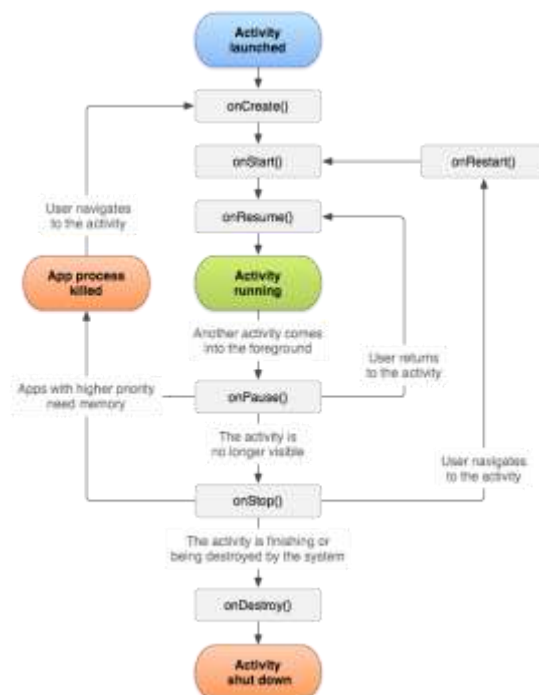 Activity
launched
onCreate()
onStart()
onRestart()
User navigates
to the activity
onResume()
App process
killed
Activity
running
Another activity comes
into the foreground
User returns
to the activity
Apps with higher priority
need memory
onPause()
The activity is
no longer visible
User navigates
to the activity
onStop()
The activity is finishing or
being destroyed by the system
onDestroy()
Activity
shut down